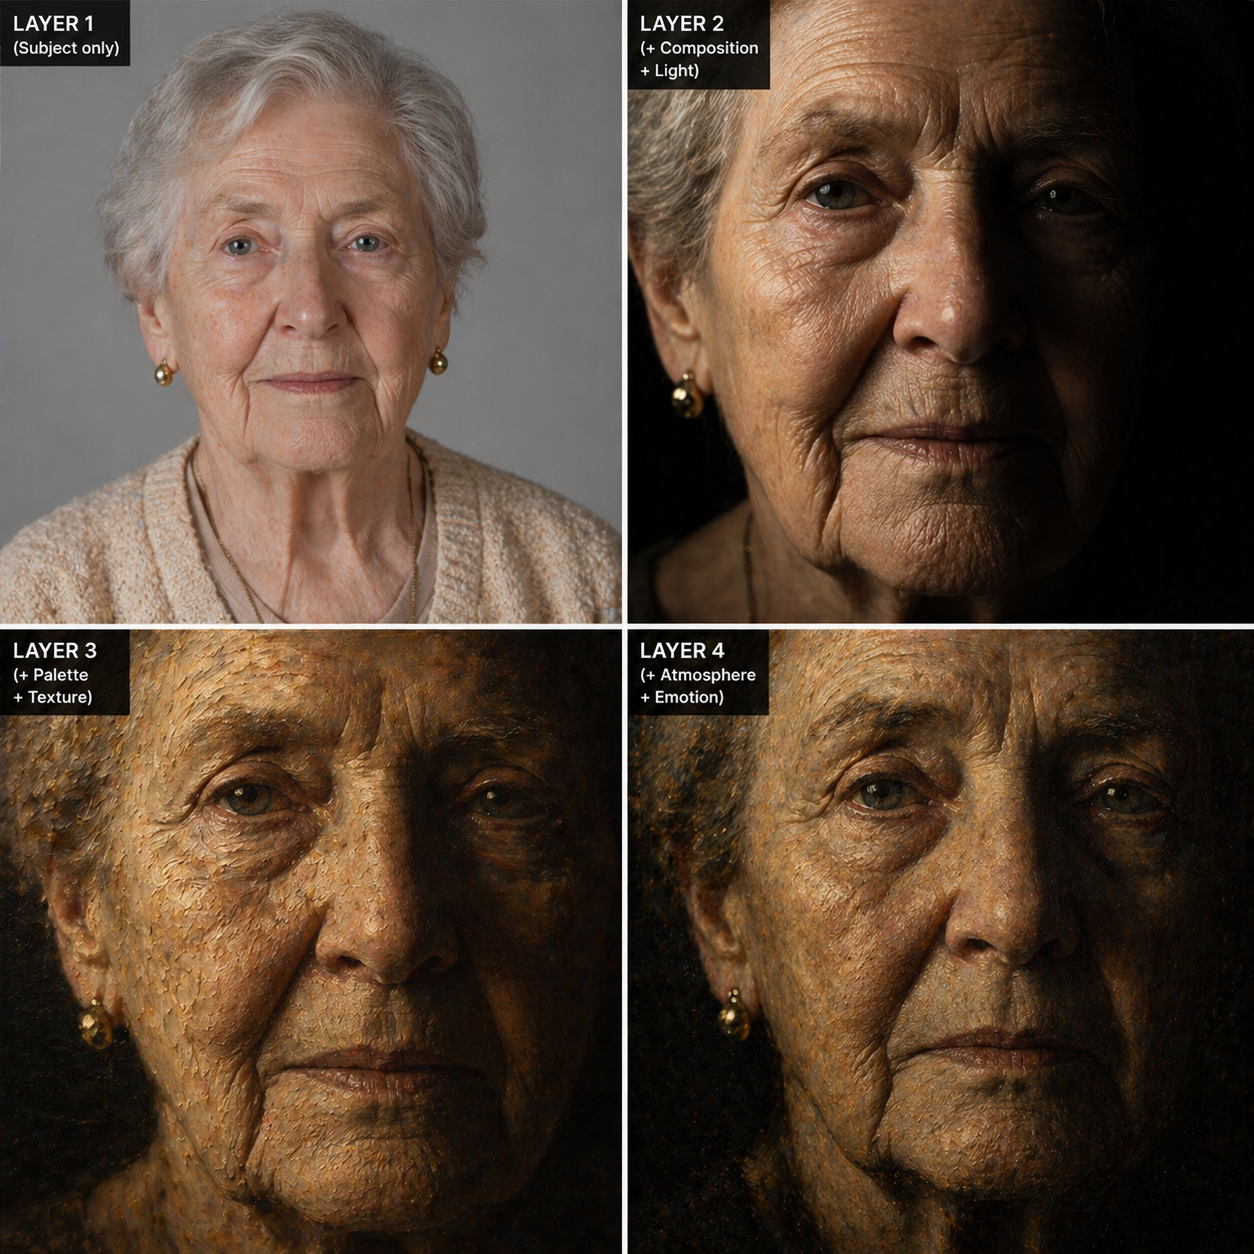 LAYER 1
(Subject only)
LAYER 2
(+ Composition
+ Light)
LAYER 3
(+ Palette
+ Texture)
LAYER 4
(+ Atmosphere
+ Emotion)